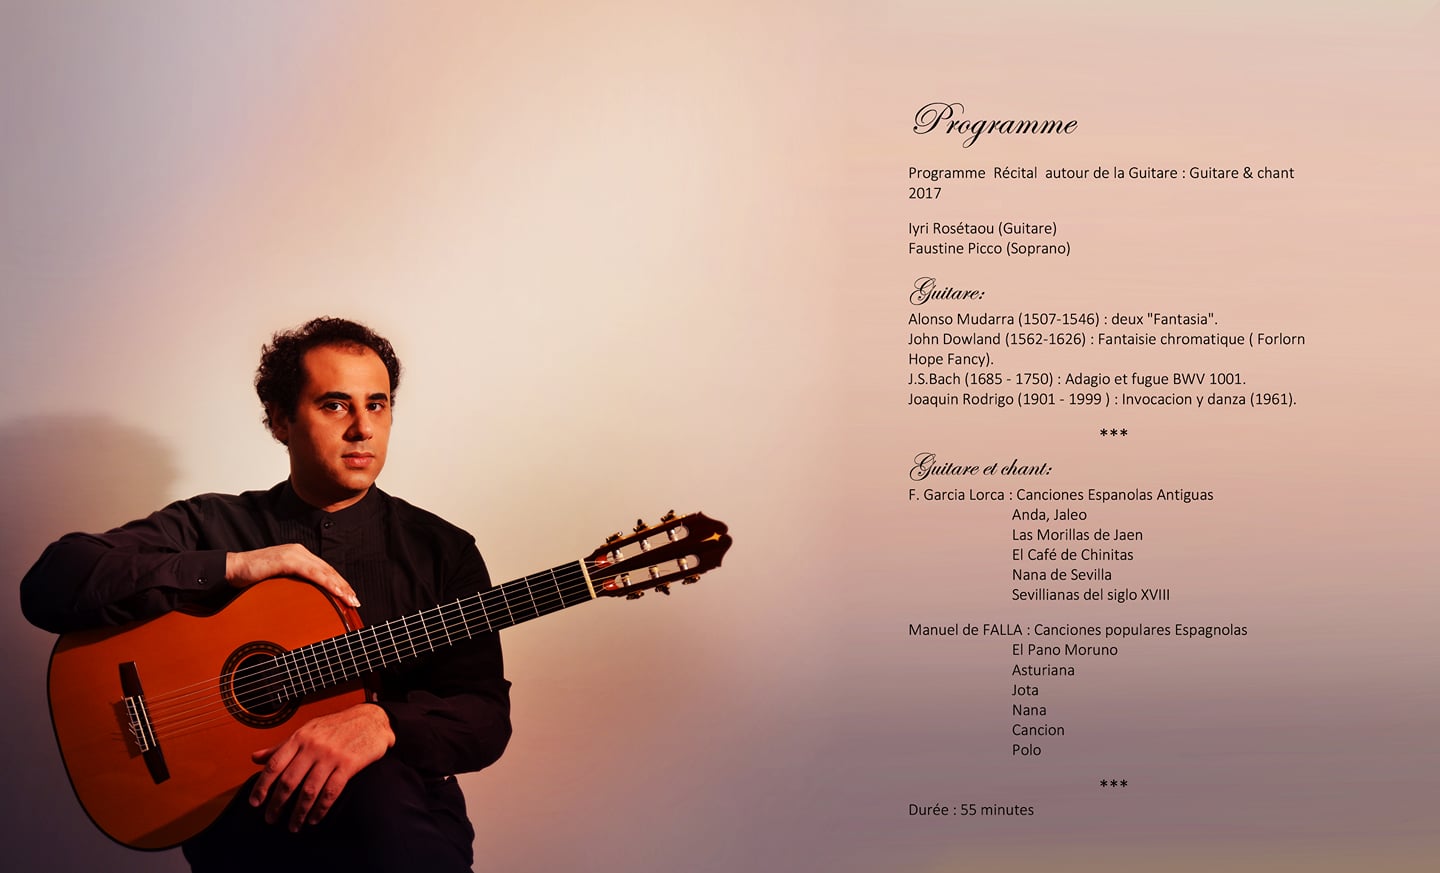 Programme
Programme Récital autour de la Guitare : Guitare & chant
2017
Iyri Rosétaou (Guitare)
Faustine Picco (Soprano)
Guitare:
Alonso Mudarra (1507-1546) : deux "Fantasia".
John Dowland (1562-1626) : Fantaisie chromatique ( Forlorn
Hope Fancy).
J.S.Bach (1685 - 1750) : Adagio et fugue BWV 1001.
Joaquin Rodrigo (1901 - 1999 ) : Invocacion y danza (1961).
***
Guitare et chant:
F. Garcia Lorca : Canciones Espanolas Antiguas
Anda, Jaleo
Las Morillas de Jaen
El Café de Chinitas
Nana de Sevilla
Sevillianas del siglo XVIII
Manuel de FALLA : Canciones populares Espagnolas
El Pano Moruno
Asturiana
Jota
Nana
Cancion
Polo
***
Durée : 55 minutes